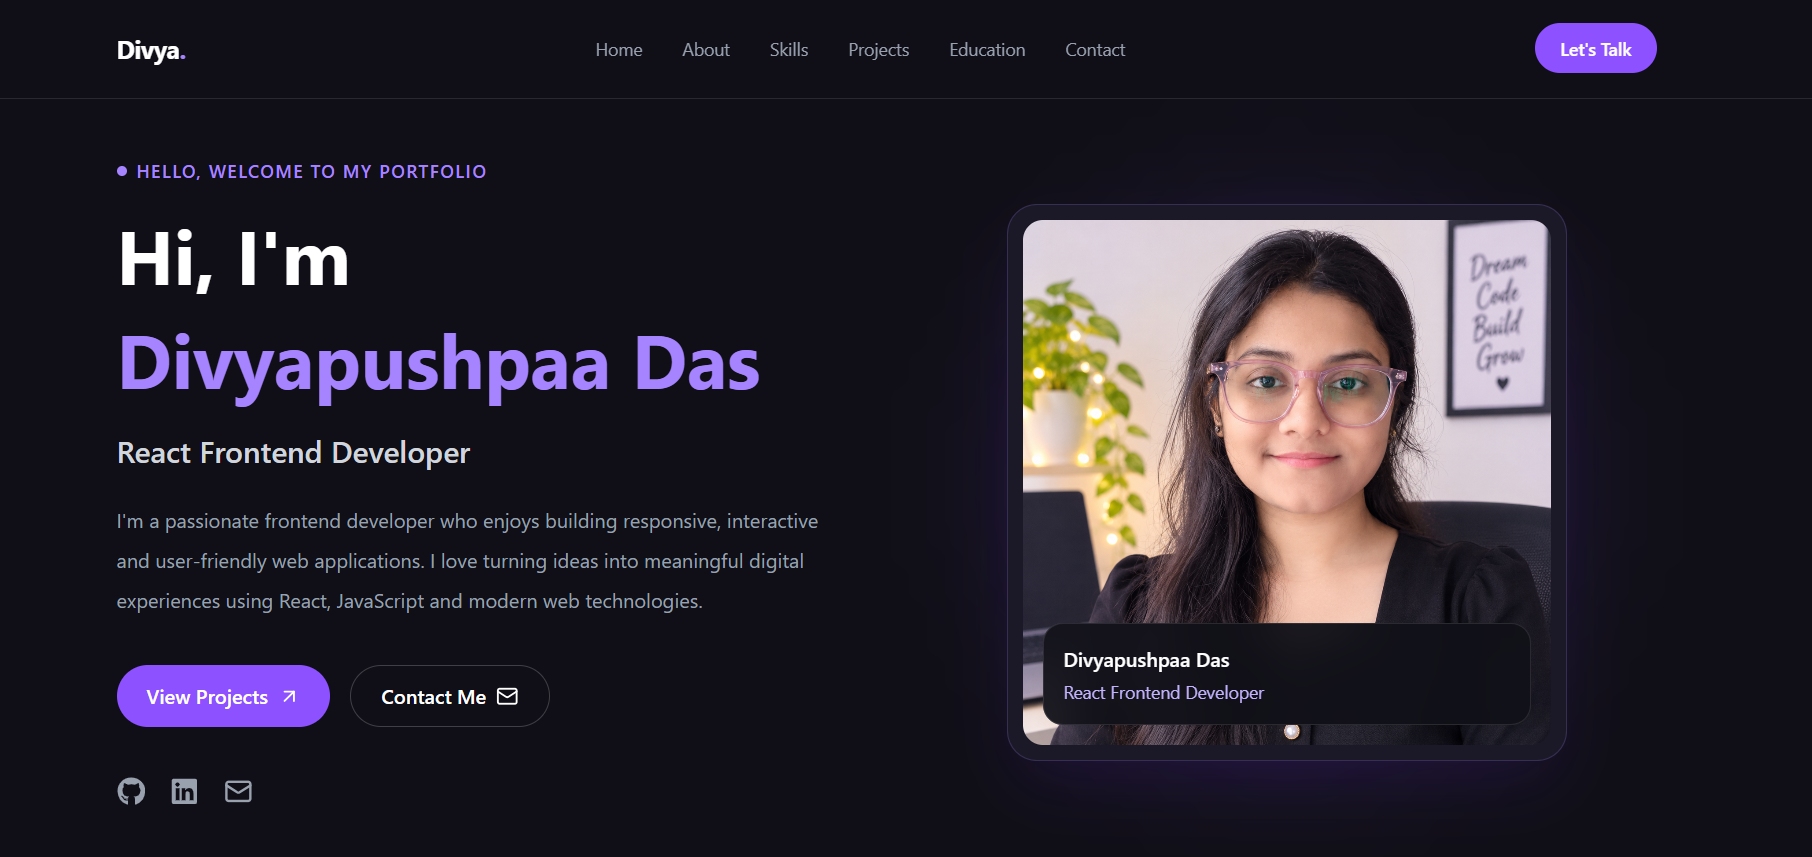 Divya.
Home About Skills Projects Education Contact
Let's Talk
HELLO, WELCOME TO MY PORTFOLIO
Hi, I'm
Divyapushpaa Das
React Frontend Developer
I'm a passionate frontend developer who enjoys building responsive, interactive
and user-friendly web applications. I love turning ideas into meaningful digital
experiences using React, JavaScript and modern web technologies.
View Projects
Contact Me
in
Dream
Code
Build
Grow
Divyapushpaa Das
React Frontend Developer